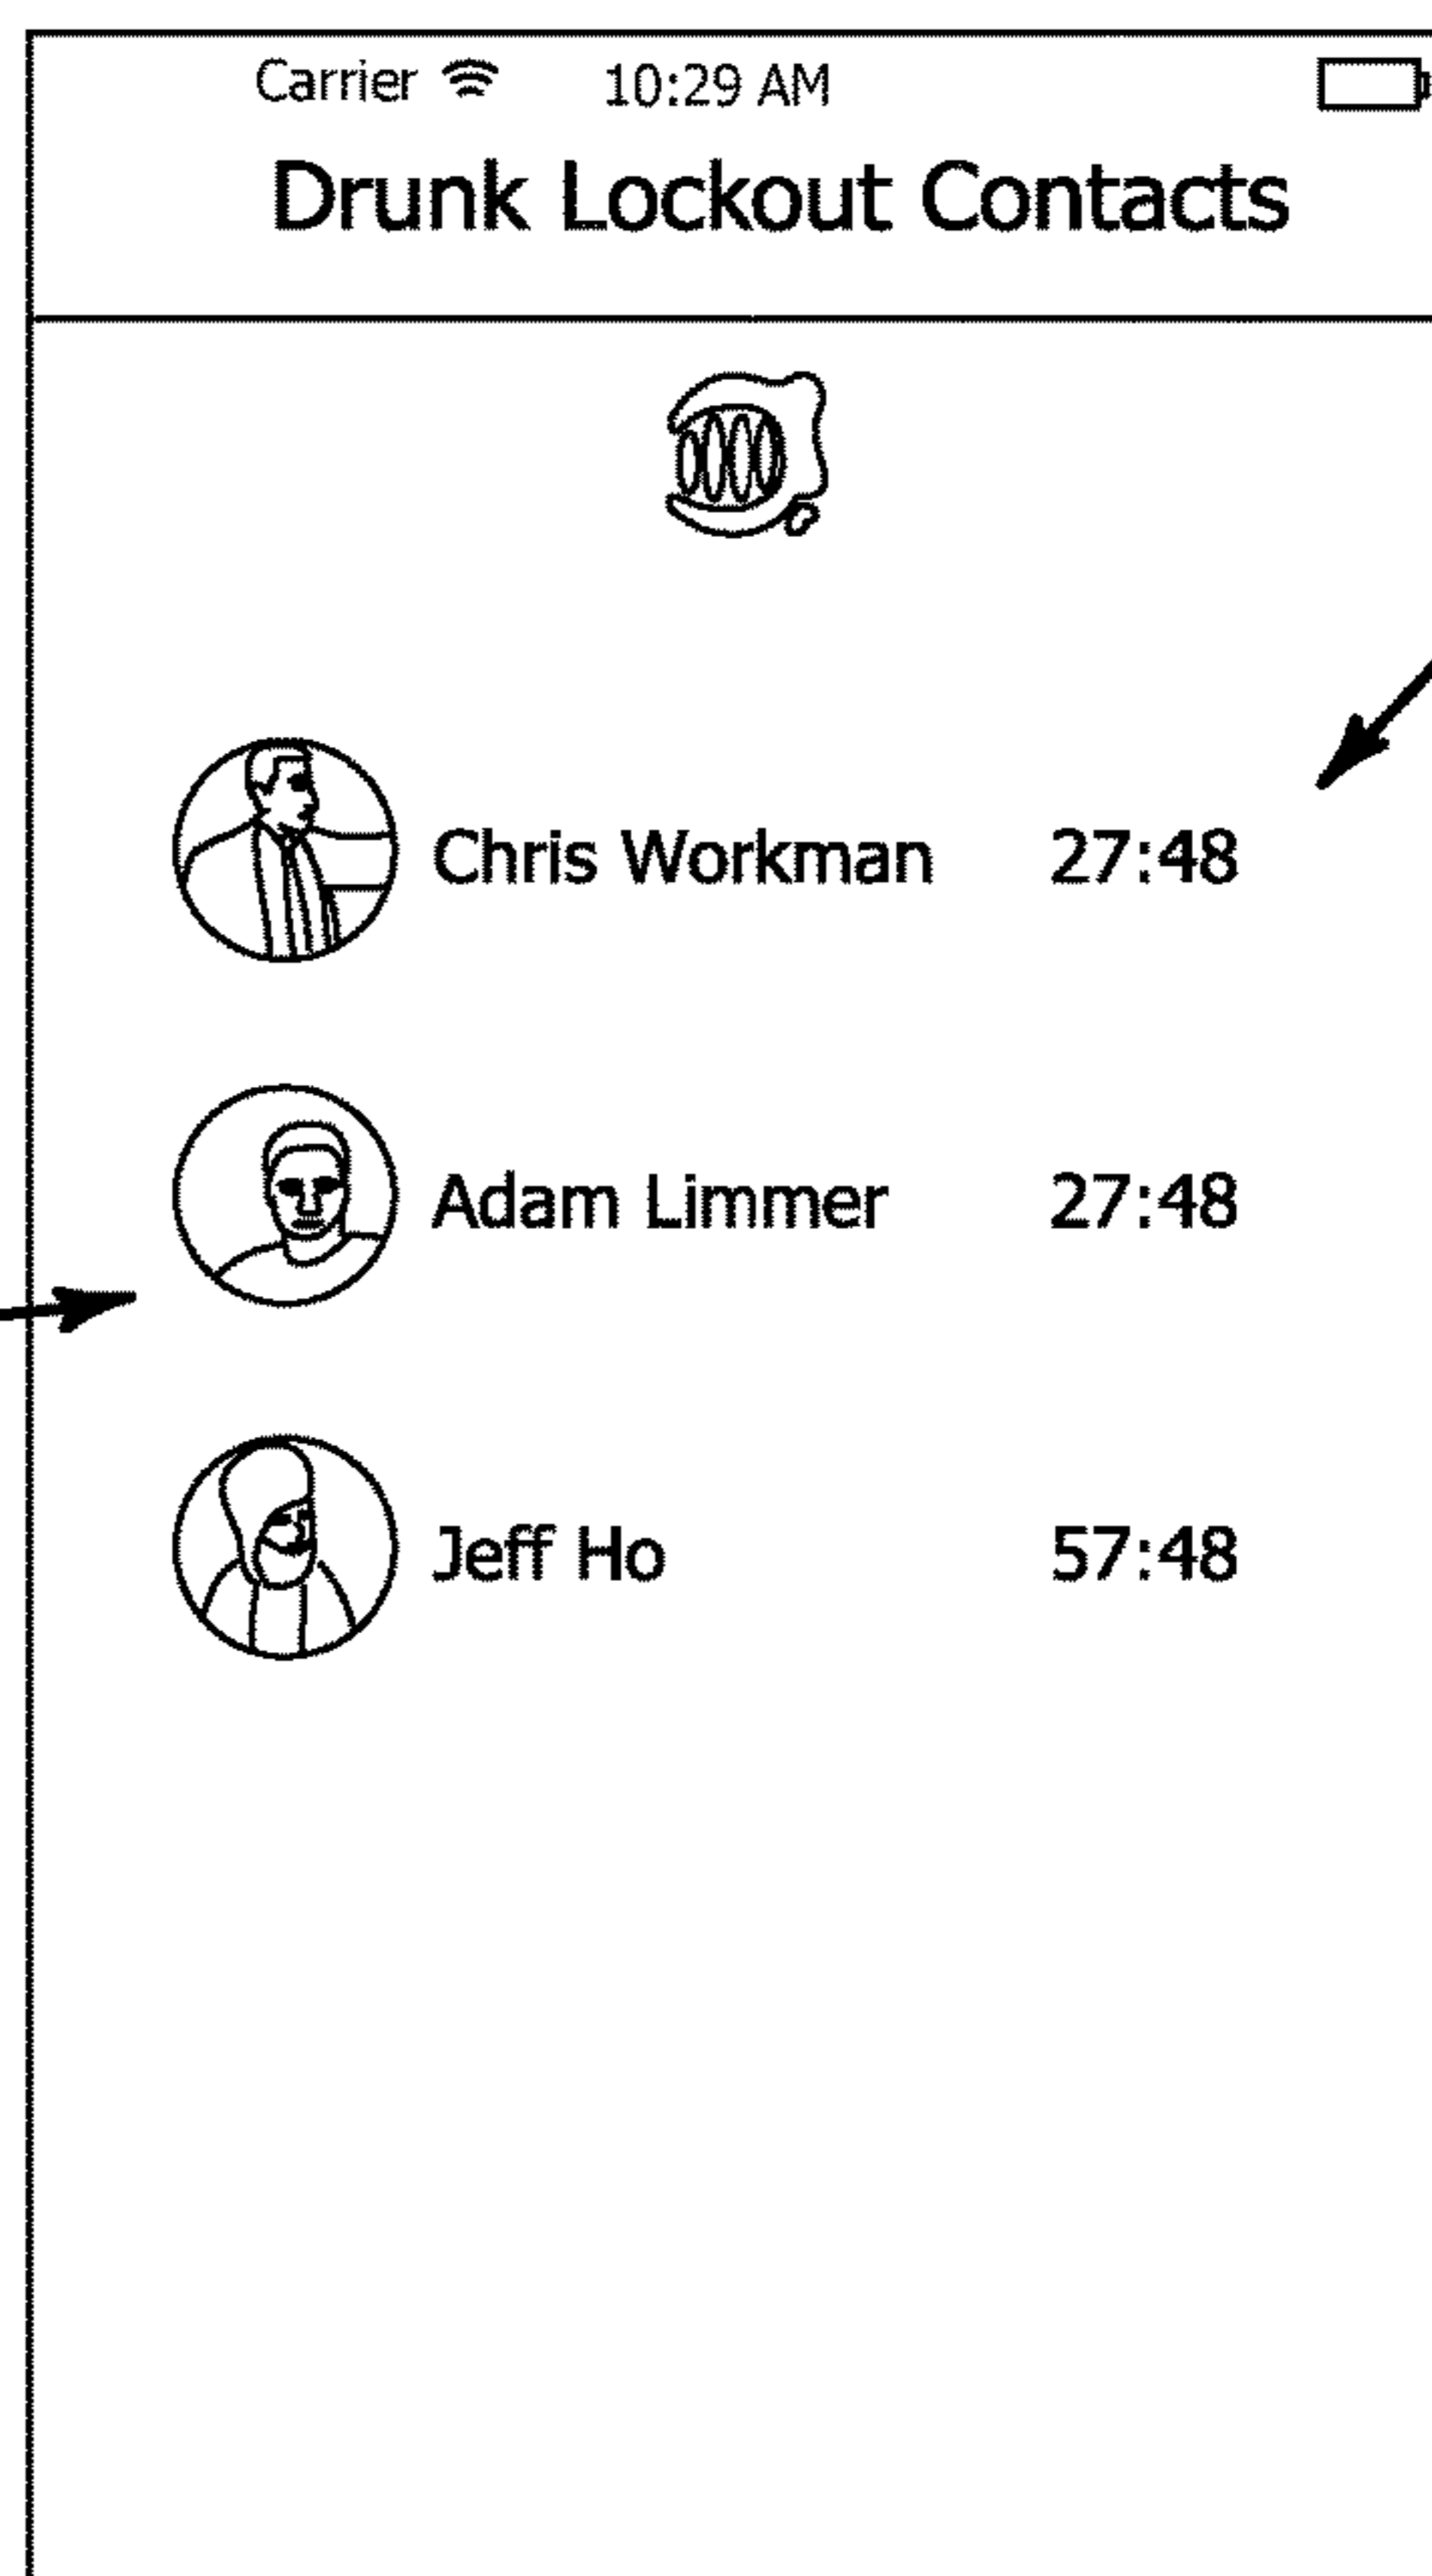 Carrier 10:29 AM
Drunk Lockout Contacts
Chris Workman 27:48
Adam Limmer 27:48
Jeff Ho 57:48